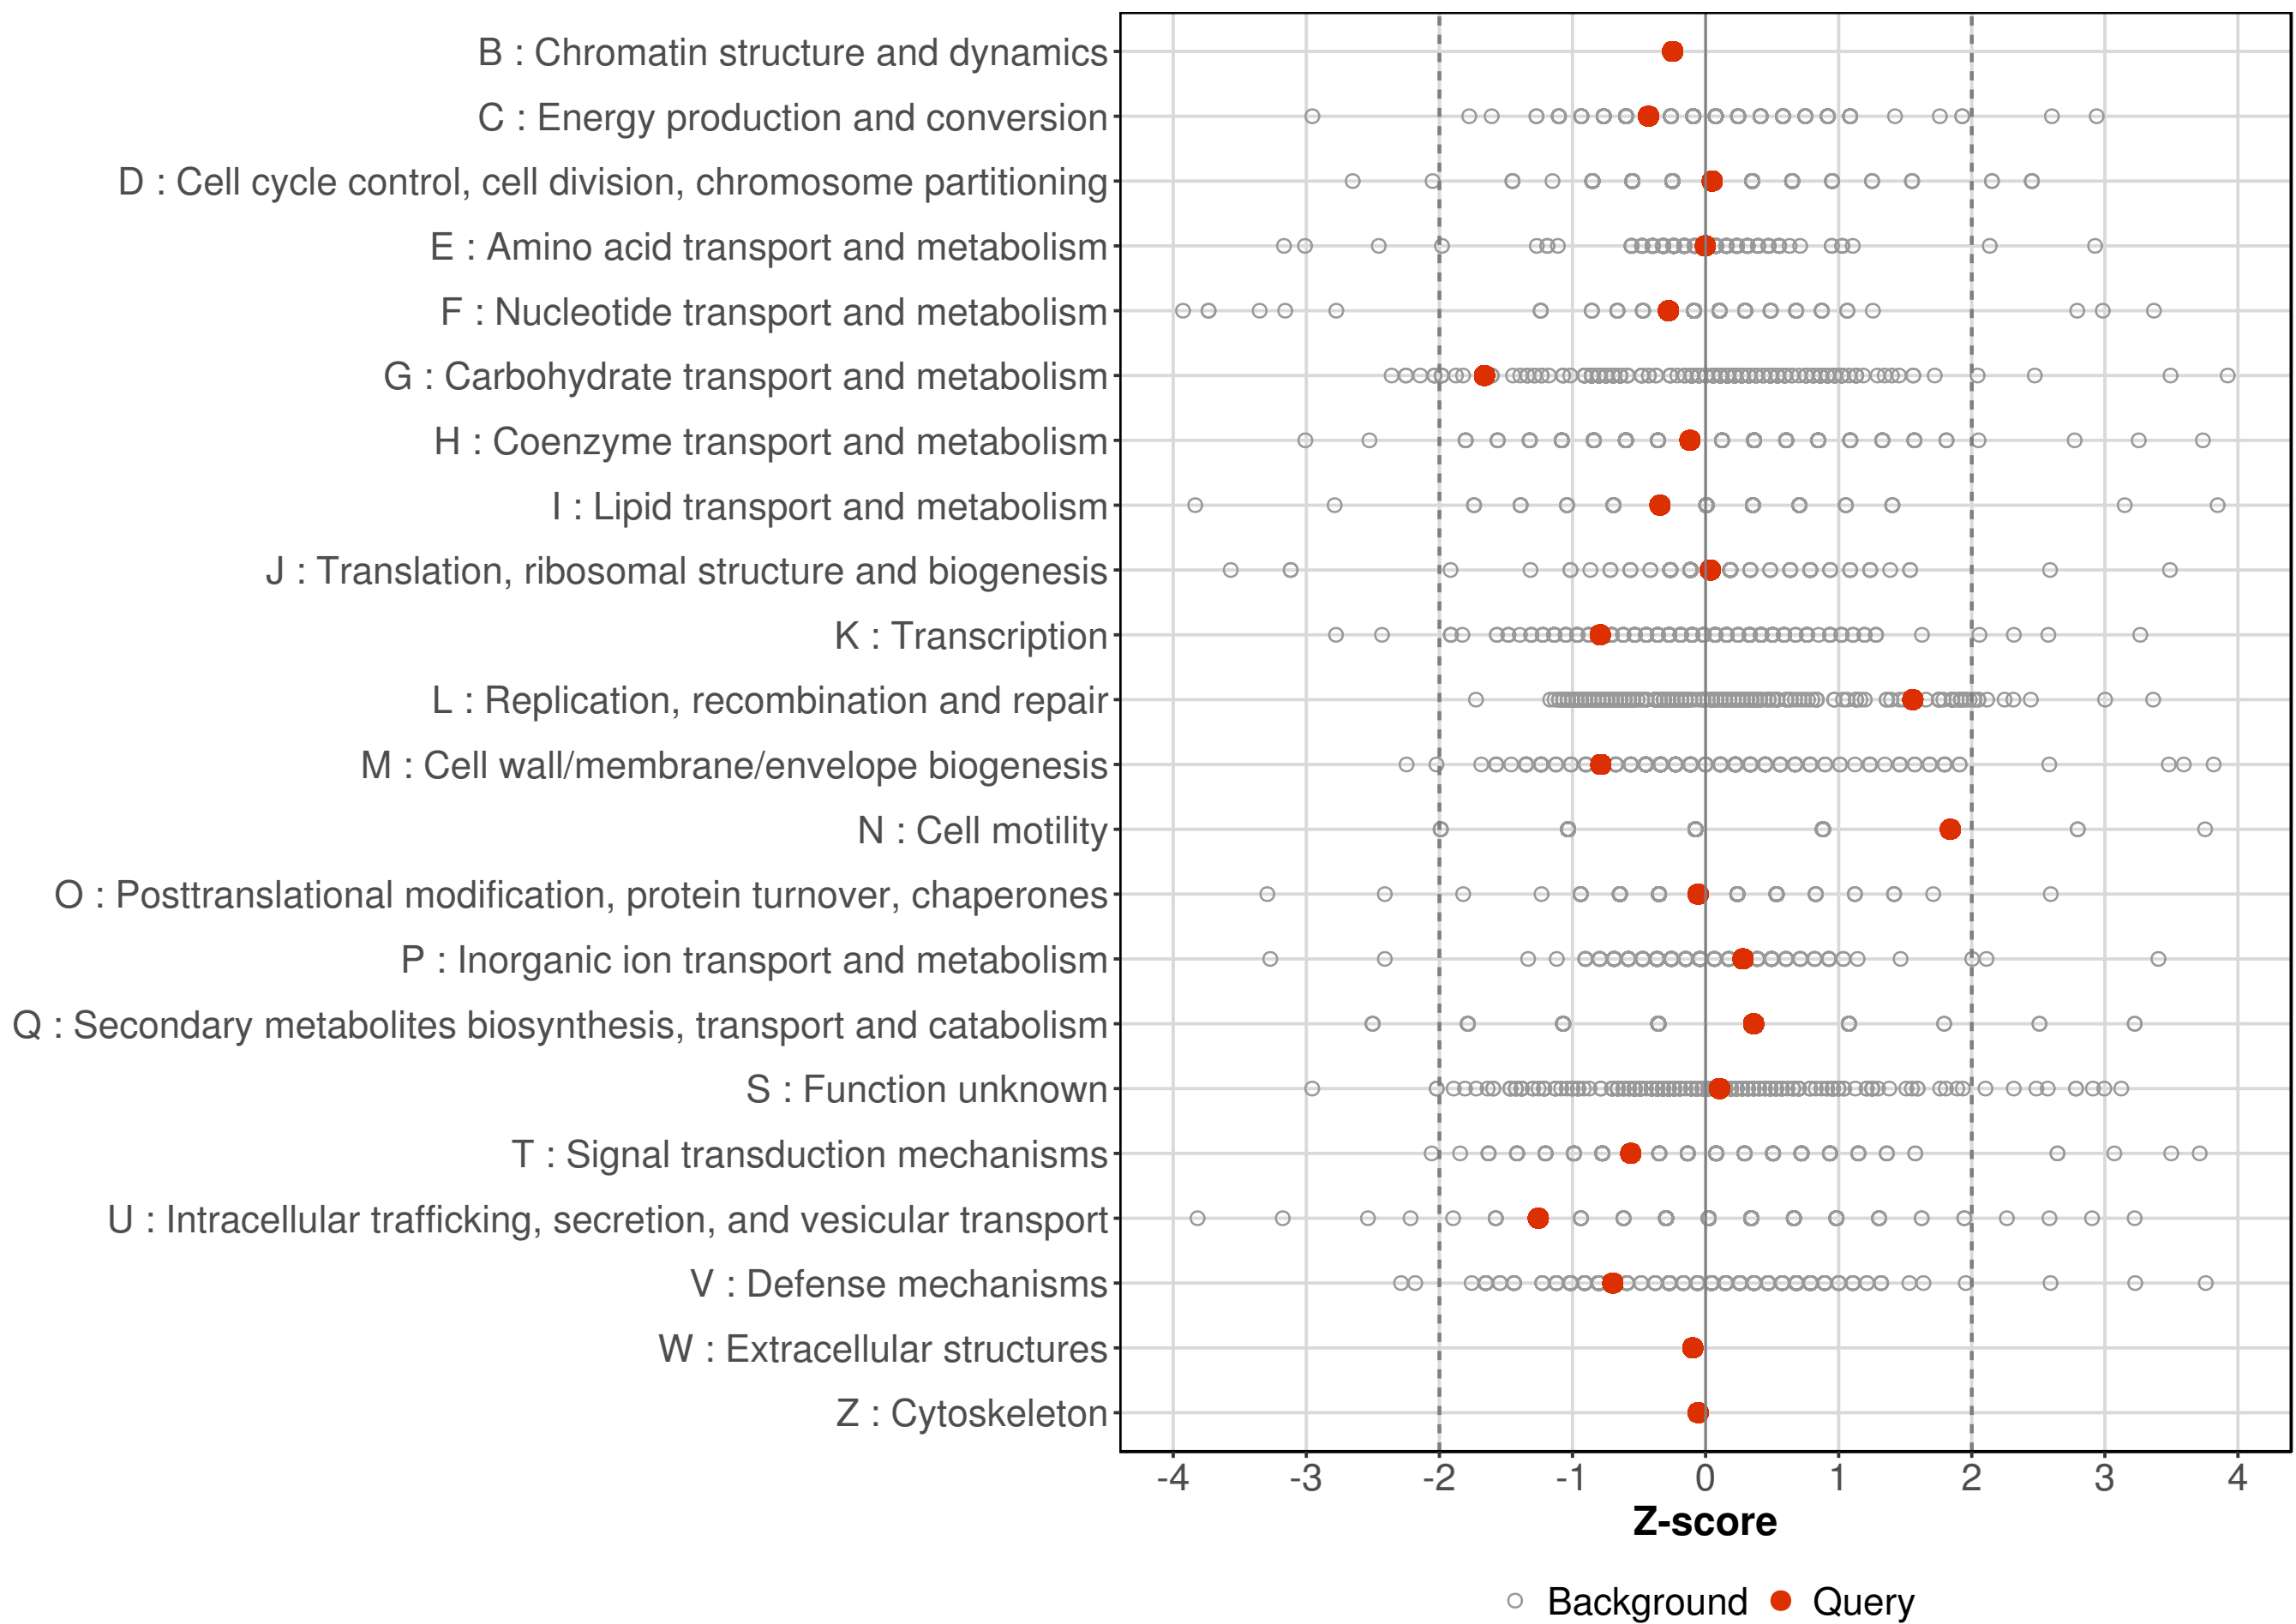 B : Chromatin structure and dynamics
C : Energy production and conversion
D : Cell cycle control, cell division, chromosome partitioning
E : Amino acid transport and metabolism
F : Nucleotide transport and metabolism
G : Carbohydrate transport and metabolism
H : Coenzyme transport and metabolism
I : Lipid transport and metabolism
J : Translation, ribosomal structure and biogenesis
K : Transcription
L : Replication, recombination and repair
M : Cell wall/membrane/envelope biogenesis
N : Cell motility
O : Posttranslational modification, protein turnover, chaperones
P : Inorganic ion transport and metabolism
Q : Secondary metabolites biosynthesis, transport and catabolism
S : Function unknown
T : Signal transduction mechanisms
U : Intracellular trafficking, secretion, and vesicular transport
V : Defense mechanisms
W : Extracellular structures
Z : Cytoskeleton
-4 -3 -2 -1 0 1 2 3 4
Z-score
Background Query